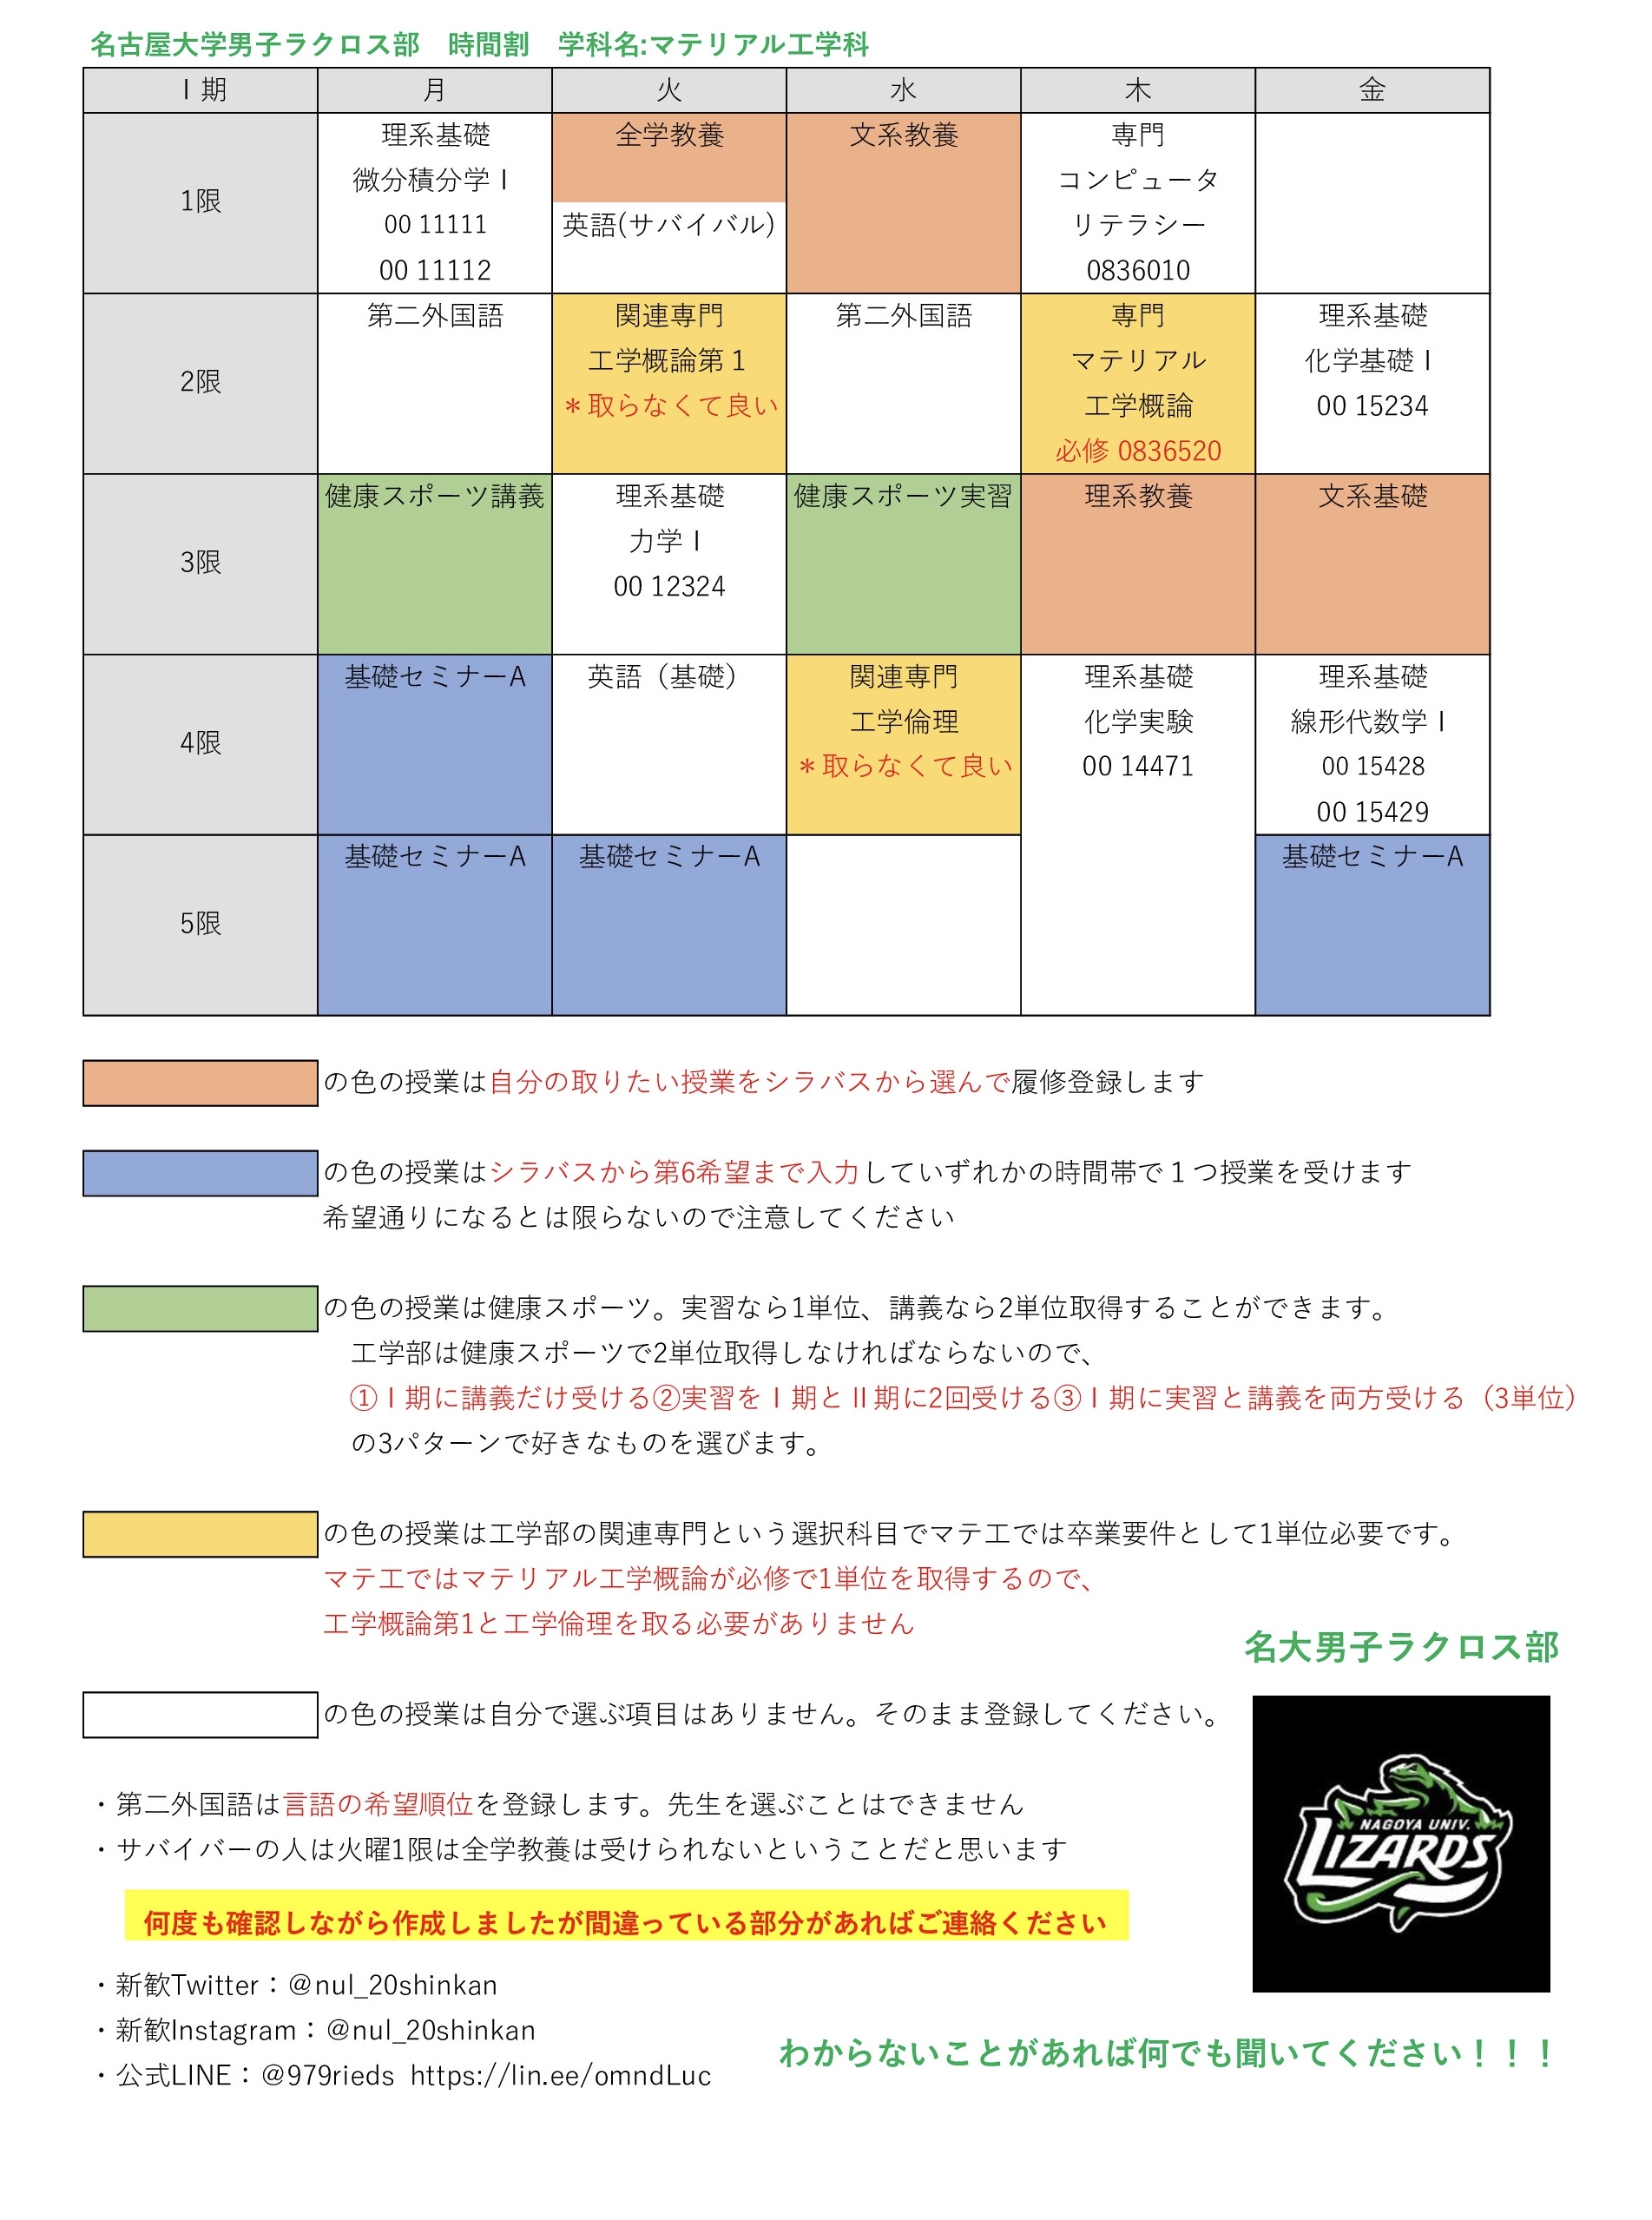 名古屋大学男子ラクロス部　時間割　学科名:マテリアル工学科
Ⅰ期 月 火 水 木 金
1限
理系基礎
微分積分学Ⅰ
00 11111
00 11112
全学教養
英語(サバイバル)
文系教養
専門
コンピュータ
リテラシー
0836010
2限
第二外国語
関連専門
工学概論第１
＊取らなくて良い
第二外国語
専門
マテリアル
工学概論
必修 0836520
理系基礎
化学基礎Ⅰ
00 15234
3限
健康スポーツ講義
理系基礎
力学Ⅰ
00 12324
健康スポーツ実習
理系教養
文系基礎
4限
基礎セミナーA
英語（基礎）
関連専門
工学倫理
＊取らなくて良い
理系基礎
化学実験
00 14471
理系基礎
線形代数学Ⅰ
00 15428
00 15429
5限
基礎セミナーA
基礎セミナーA
基礎セミナーA
の色の授業は自分の取りたい授業をシラバスから選んで履修登録します
の色の授業はシラバスから第6希望まで入力していずれかの時間帯で１つ授業を受けます
希望通りになるとは限らないので注意してください
の色の授業は健康スポーツ。実習なら1単位、講義なら2単位取得することができます。
工学部は健康スポーツで2単位取得しなければならないので、
①Ⅰ期に講義だけ受ける②実習をⅠ期とⅡ期に2回受ける③Ⅰ期に実習と講義を両方受ける（3単位）
の3パターンで好きなものを選びます。
の色の授業は工学部の関連専門という選択科目でマテ工では卒業要件として1単位必要です。
マテ工ではマテリアル工学概論が必修で1単位を取得するので、
工学概論第1と工学倫理を取る必要がありません
名大男子ラクロス部
の色の授業は自分で選ぶ項目はありません。そのまま登録してください。
・第二外国語は言語の希望順位を登録します。先生を選ぶことはできません
・サバイバーの人は火曜1限は全学教養は受けられないということだと思います
NAGOYA UNIV.
LIZARDS
何度も確認しながら作成しましたが間違っている部分があればご連絡ください
・新歓Twitter：@nul_20shinkan
・新歓Instagram：@nul_20shinkan
・公式LINE：@979rieds https://lin.ee/omndLuc
わからないことがあれば何でも聞いてください！！！